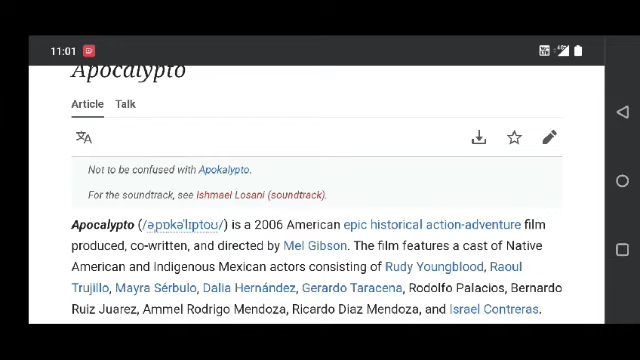 11:01
Apocalypto
Article Talk
Not to be confused with Apokalypto.
For the soundtrack, see Ishmael Losani (soundtrack).
Apocalypto (/əˌpɒkəˈlɪptoʊ/) is a 2006 American epic historical action-adventure film
produced, co-written, and directed by Mel Gibson. The film features a cast of Native
American and Indigenous Mexican actors consisting of Rudy Youngblood, Raoul
Trujillo, Mayra Sérbulo, Dalia Hernández, Gerardo Taracena, Rodolfo Palacios, Bernardo
Ruiz Juarez, Ammel Rodrigo Mendoza, Ricardo Diaz Mendoza, and Israel Contreras.